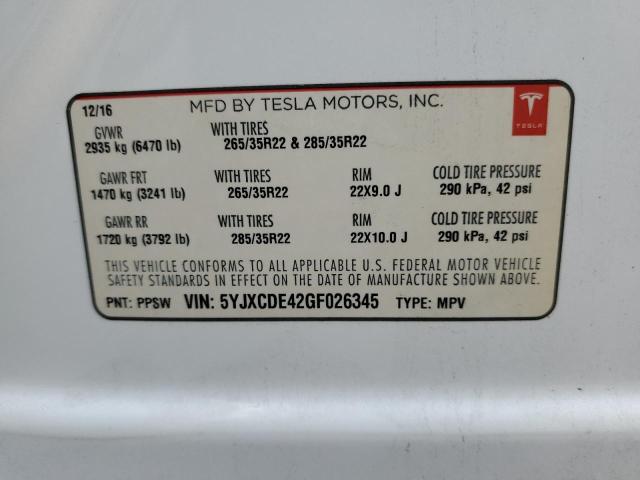 12/16 MFD BY TESLA MOTORS, INC.
TESLA
GVWR WITH TIRES
2935 kg (6470 lb) 265/35R22 & 285/35R22
GAWR FRT WITH TIRES RIM COLD TIRE PRESSURE
1470 kg (3241 lb) 265/35R22 22X9.0 J 290 kPa, 42 psi
GAWR RR WITH TIRES RIM COLD TIRE PRESSURE
1720 kg (3792 lb) 285/35R22 22X10.0 J 290 kPa, 42 psi
THIS VEHICLE CONFORMS TO ALL APPLICABLE U.S. FEDERAL MOTOR VEHICLE
SAFETY STANDARDS IN EFFECT ON THE DATE OF MANUFACTURE SHOWN ABOVE.
PNT: PPSW VIN: 5YJXCDE42GF026345 TYPE: MPV